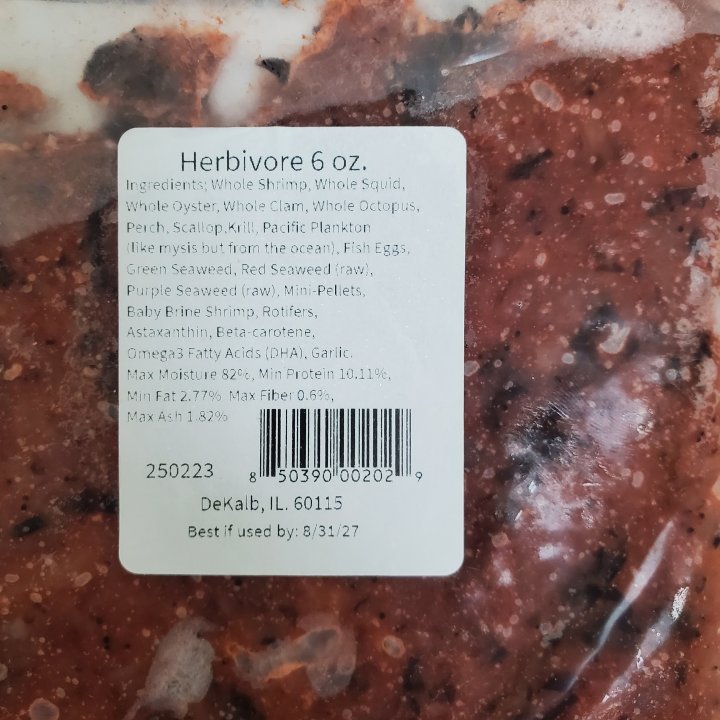 Herbivore 6 oz.
Ingredients; Whole Shrimp, Whole Squid,
Whole Oyster, Whole Clam, Whole Octopus,
Perch, Scallop,Krill, Pacific Plankton
(like mysis but from the ocean), Fish Eggs,
Green Seaweed, Red Seaweed (raw),
Purple Seaweed (raw), Mini-Pellets,
Baby Brine Shrimp, Rotifers,
Astaxanthin, Beta-carotene,
Omega3 Fatty Acids (DHA), Garlic.
Max Moisture 82%, Min Protein 10.11%,
Min Fat 2.77% Max Fiber 0.6%,
Max Ash 1.82%
250223
8 50390 00202 9
DeKalb, IL. 60115
Best if used by: 8/31/27